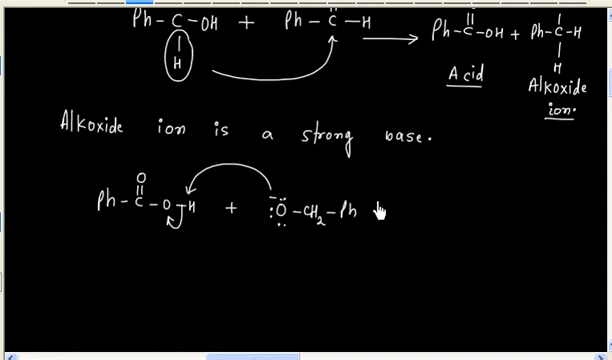 Ph – C – OH + Ph – C – H → Ph – C – OH + Ph – C – H
O
H
H
Acid
Alkoxide ion.
Alkoxide ion is a strong base.
O
Ph – C – O – H + :Ö – CH₂ – Ph